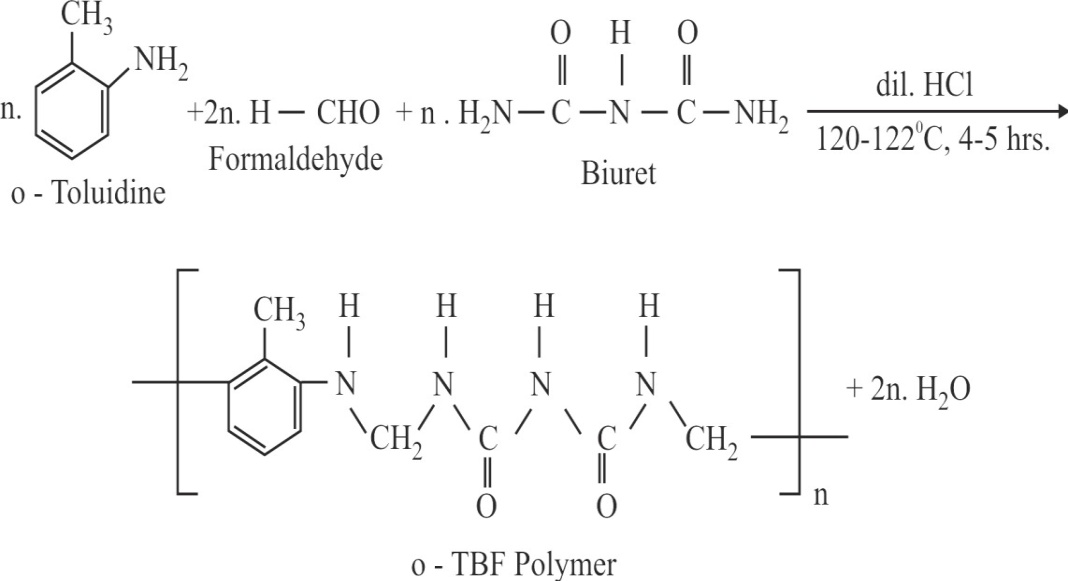 CH₃
NH₂
n.
+2n. H — CHO + n . H₂N — C — N — C — NH₂
O H O
dil. HCl
120-122⁰C, 4-5 hrs.
Formaldehyde
Biuret
o - Toluidine
CH₃ H H H H
N N N N
+ 2n. H₂O
CH₂ C C CH₂
O O
n
o - TBF Polymer